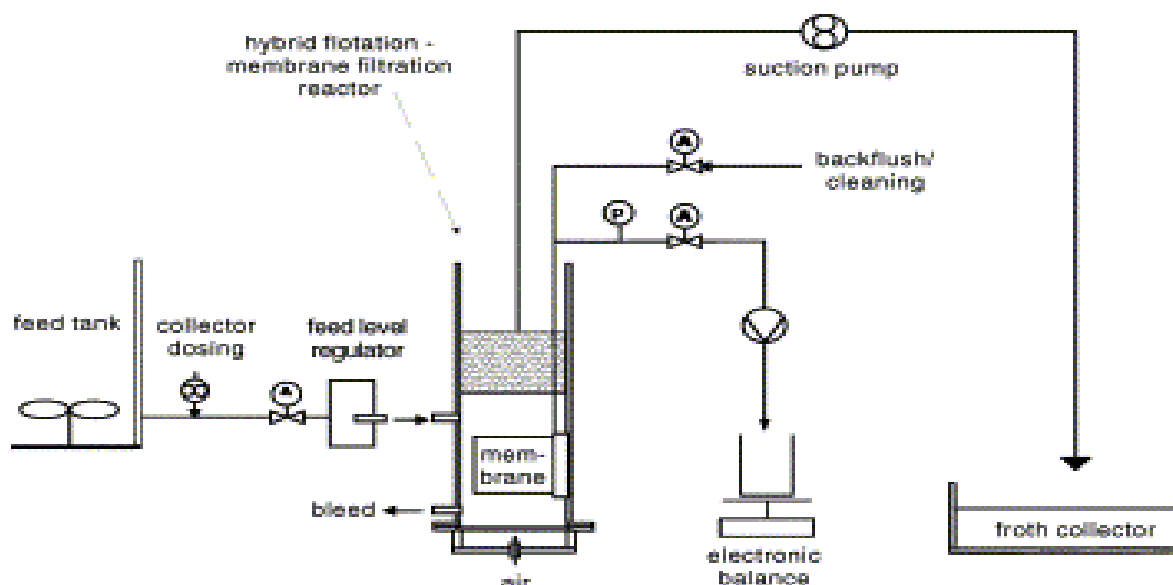 hybrid flotation -
membrane filtration
reactor
suction pump
A
backflush/
cleaning
P
A
feed tank
collector
dosing
feed level
regulator
A
mem-
brane
bleed
air
electronic
balance
froth collector